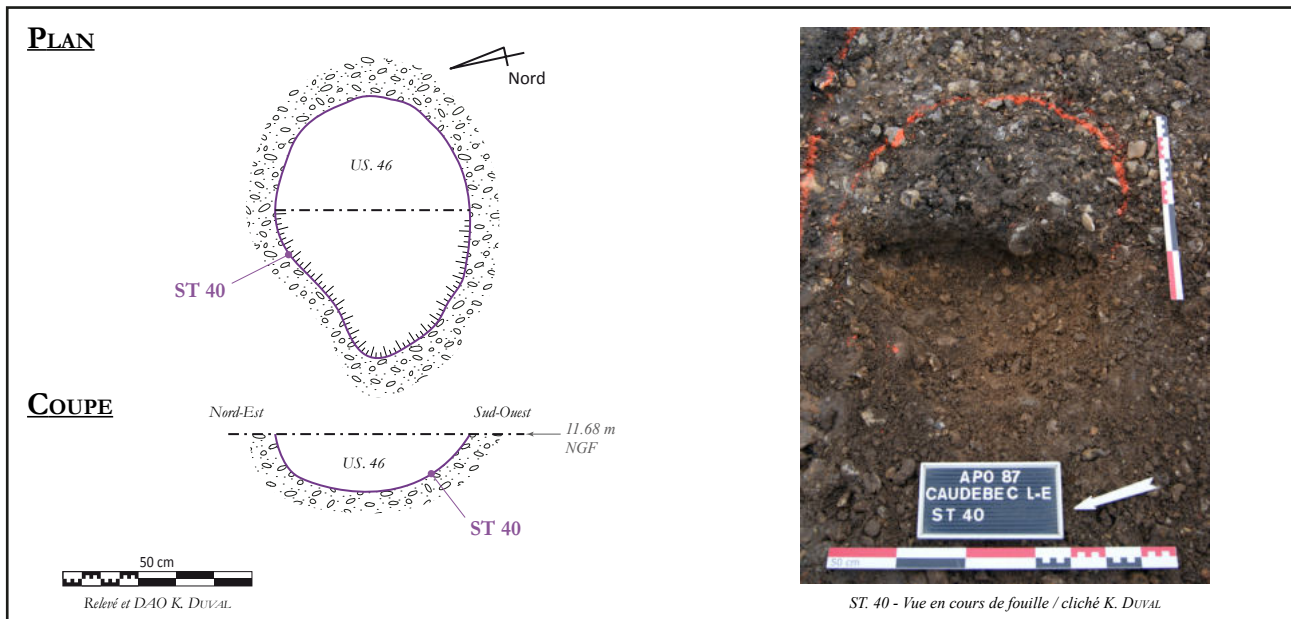 PLAN
Nord
US. 46
ST 40
COUPE
Nord-Est
Sud-Ouest
11.68 m
NGF
US. 46
ST 40
50 cm
Relevé et DAO K. DUVAL
APO 87
CAUDEBEC L-E
ST 40
50 cm
ST. 40 - Vue en cours de fouille / cliché K. DUVAL